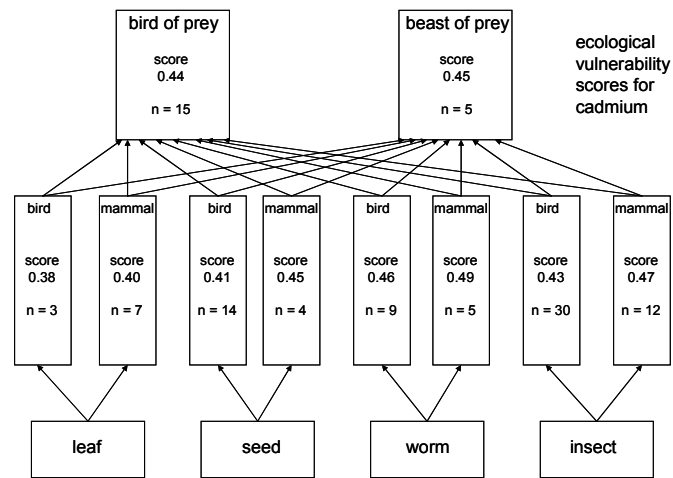 bird of prey
score
0.44
n = 15
beast of prey
score
0.45
n = 5
ecological
vulnerability
scores for
cadmium
bird
score
0.38
n = 3
mammal
score
0.40
n = 7
bird
score
0.41
n = 14
mammal
score
0.45
n = 4
bird
score
0.46
n = 9
mammal
score
0.49
n = 5
bird
score
0.43
n = 30
mammal
score
0.47
n = 12
leaf
seed
worm
insect